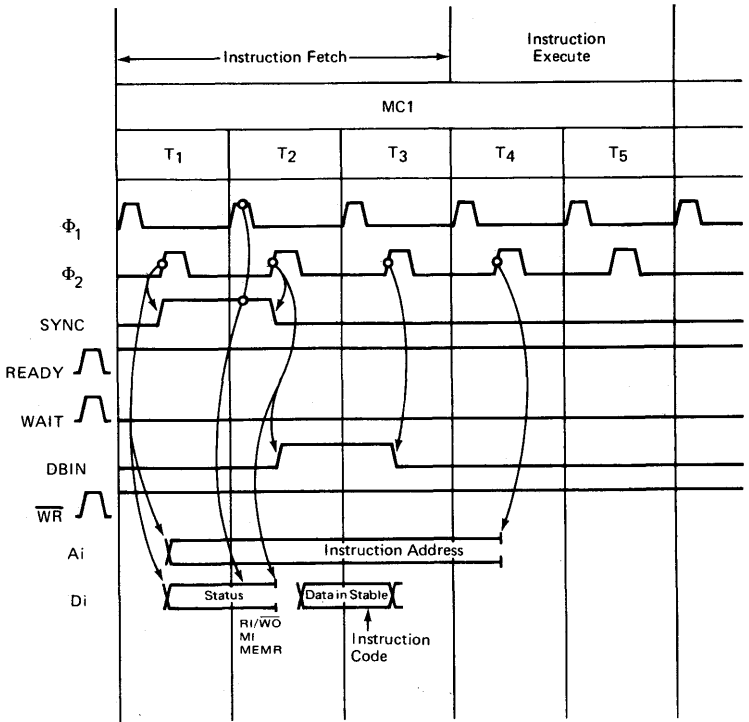 Instruction Fetch
Instruction
Execute
MC1
T1 T2 T3 T4 T5
Φ1
Φ2
SYNC
READY
WAIT
DBIN
WR
Ai Instruction Address
Di Status Data in Stable
RI/WO
MI
MEMR
Instruction
Code